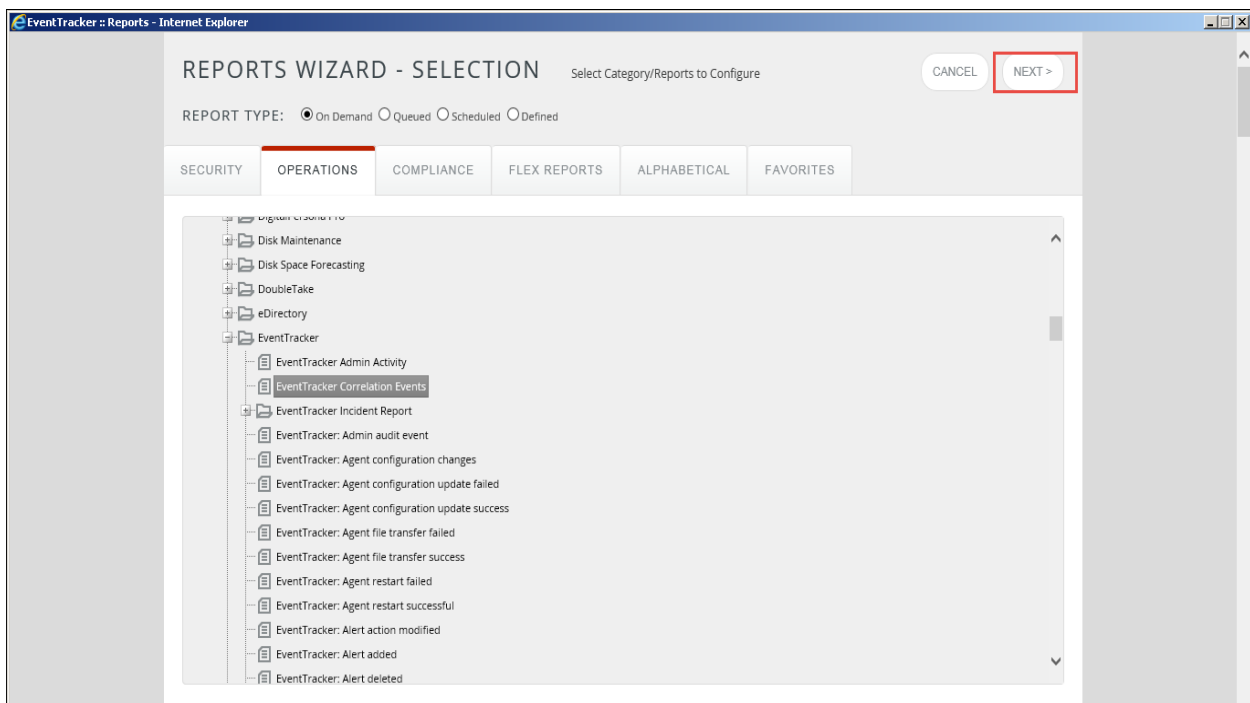 EventTracker :: Reports - Internet Explorer
REPORTS WIZARD - SELECTION Select Category/Reports to Configure CANCEL NEXT >
REPORT TYPE: On Demand Queued Scheduled Defined
SECURITY OPERATIONS COMPLIANCE FLEX REPORTS ALPHABETICAL FAVORITES
DigitalPersona Pro
Disk Maintenance
Disk Space Forecasting
DoubleTake
eDirectory
EventTracker
EventTracker Admin Activity
EventTracker Correlation Events
EventTracker Incident Report
EventTracker: Admin audit event
EventTracker: Agent configuration changes
EventTracker: Agent configuration update failed
EventTracker: Agent configuration update success
EventTracker: Agent file transfer failed
EventTracker: Agent file transfer success
EventTracker: Agent restart failed
EventTracker: Agent restart successful
EventTracker: Alert action modified
EventTracker: Alert added
EventTracker: Alert deleted